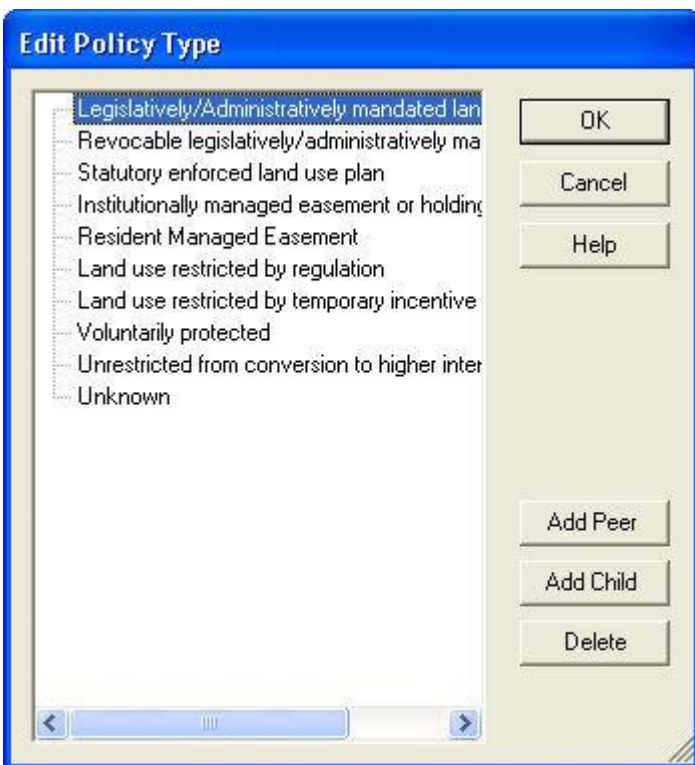 Edit Policy Type
Legislatively/Administratively mandated lan
Revocable legislatively/administratively ma
Statutory enforced land use plan
Institutionally managed easement or holding
Resident Managed Easement
Land use restricted by regulation
Land use restricted by temporary incentive
Voluntarily protected
Unrestricted from conversion to higher inter
Unknown
OK
Cancel
Help
Add Peer
Add Child
Delete